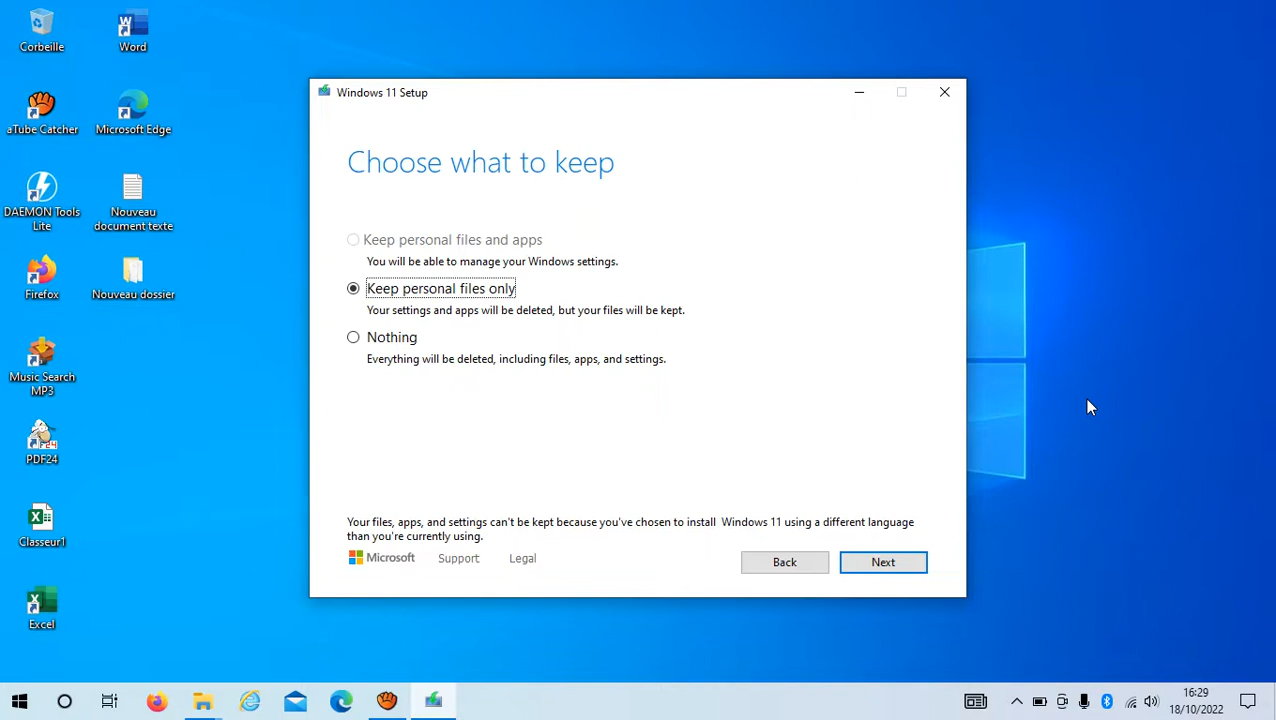 Corbeille
Word
aTube Catcher
Microsoft Edge
DAEMON Tools
Lite
Nouveau
document texte
Firefox
Nouveau dossier
Music Search
MP3
PDF24
Classeur1
Excel
Windows 11 Setup
Choose what to keep
Keep personal files and apps
You will be able to manage your Windows settings.
Keep personal files only
Your settings and apps will be deleted, but your files will be kept.
Nothing
Everything will be deleted, including files, apps, and settings.
Your files, apps, and settings can't be kept because you've chosen to install Windows 11 using a different language
than you're currently using.
Microsoft Support Legal
Back Next
16:29
18/10/2022